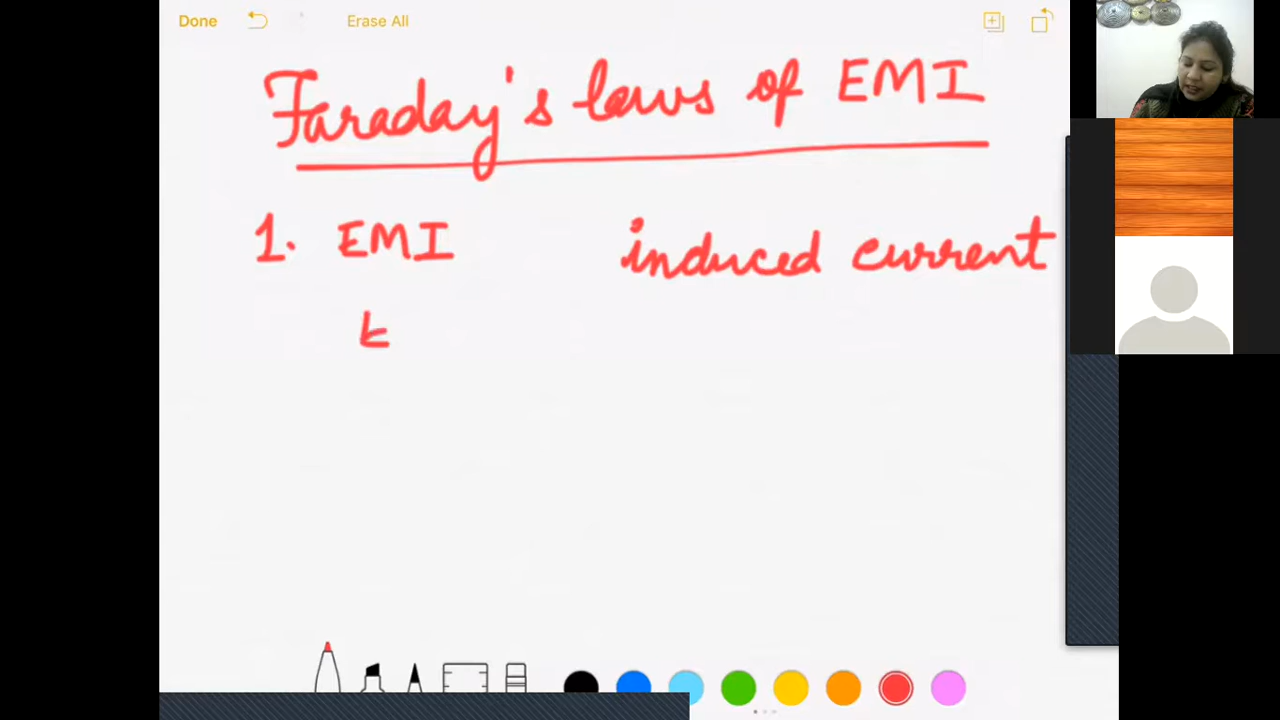 Done Erase All
Faraday's laws of EMI
1. EMI induced current